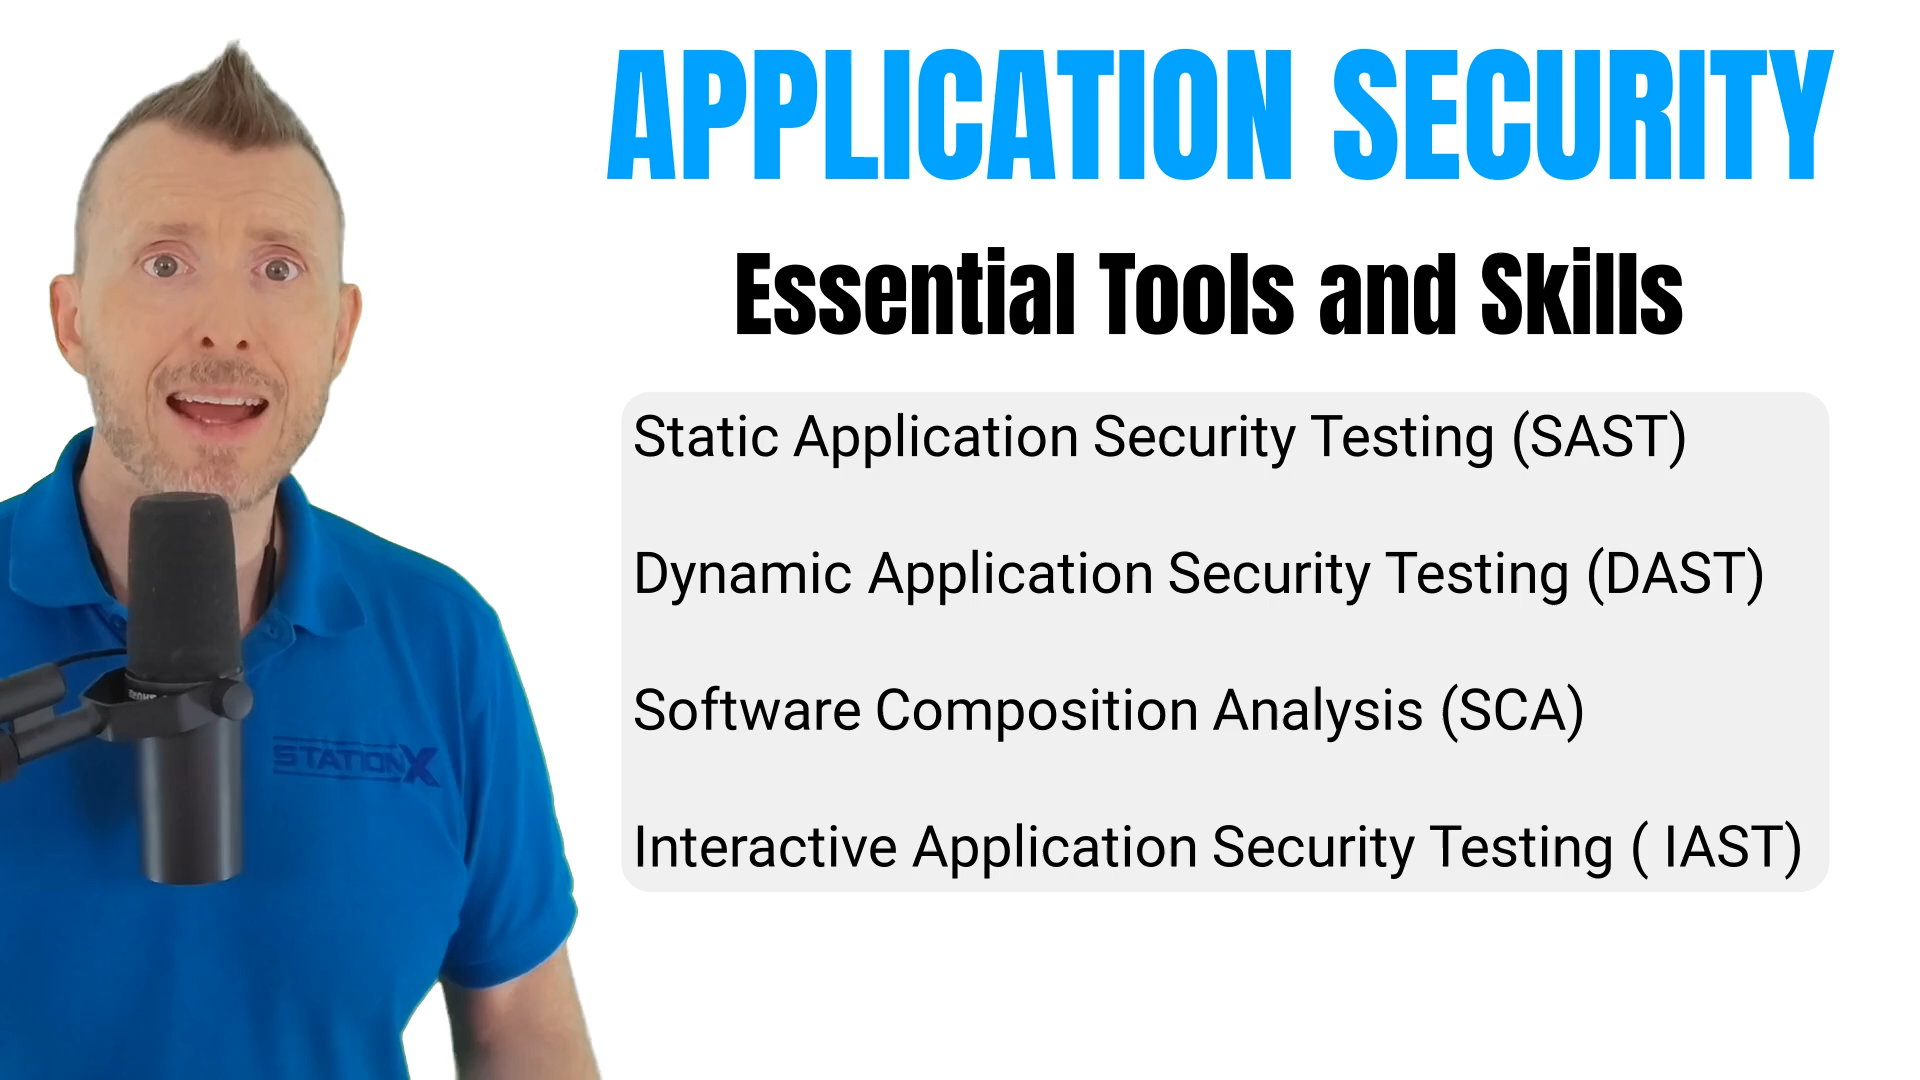 APPLICATION SECURITY
Essential Tools and Skills
Static Application Security Testing (SAST)
Dynamic Application Security Testing (DAST)
Software Composition Analysis (SCA)
Interactive Application Security Testing ( IAST)
STATIONX